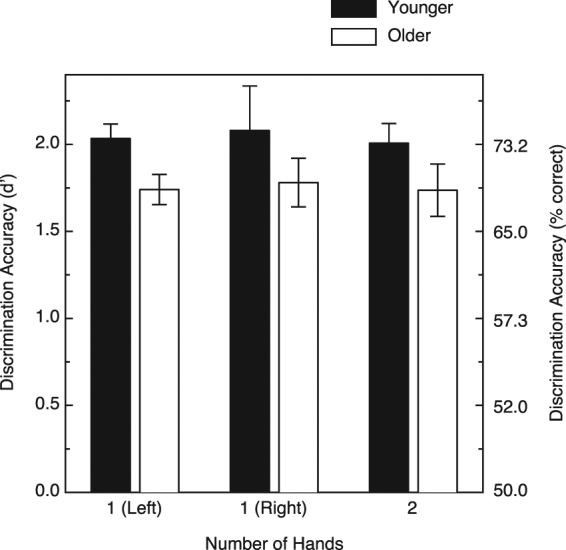 Younger
Older
Discrimination Accuracy (d')
2.0
1.5
1.0
0.5
0.0
73.2
65.0
57.3
52.0
50.0
Discrimination Accuracy (% correct)
1 (Left)
1 (Right)
2
Number of Hands